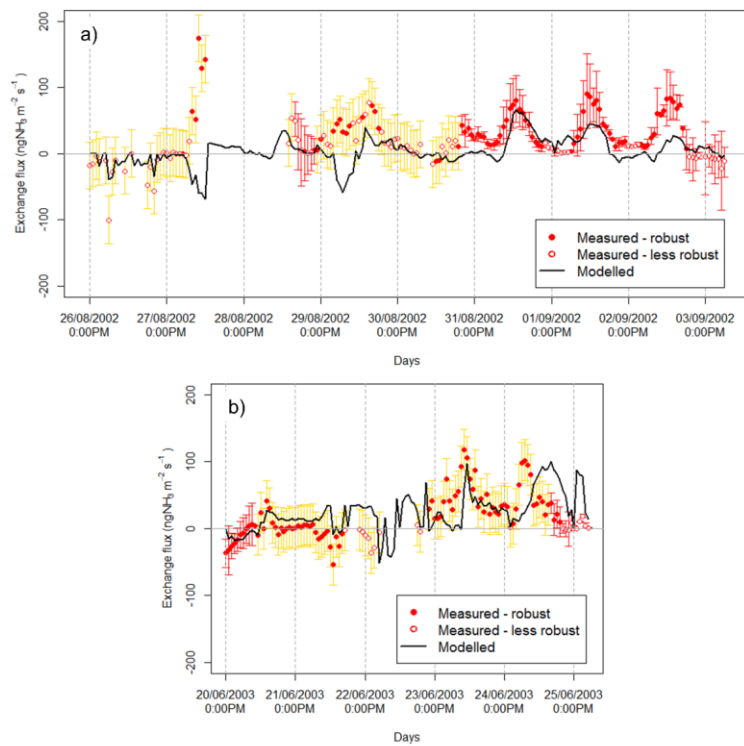 a)
Exchange flux (ngNH₃ m⁻² s⁻¹)
200
100
0
-100
-200
Measured - robust
Measured - less robust
Modelled
26/08/2002 27/08/2002 28/08/2002 29/08/2002 30/08/2002 31/08/2002 01/09/2002 02/09/2002 03/09/2002
0:00PM 0:00PM 0:00PM 0:00PM 0:00PM 0:00PM 0:00PM 0:00PM 0:00PM
Days
b)
Exchange flux (ngNH₃ m⁻² s⁻¹)
200
100
0
-100
-200
Measured - robust
Measured - less robust
Modelled
20/06/2003 21/06/2003 22/06/2003 23/06/2003 24/06/2003 25/06/2003
0:00PM 0:00PM 0:00PM 0:00PM 0:00PM 0:00PM
Days